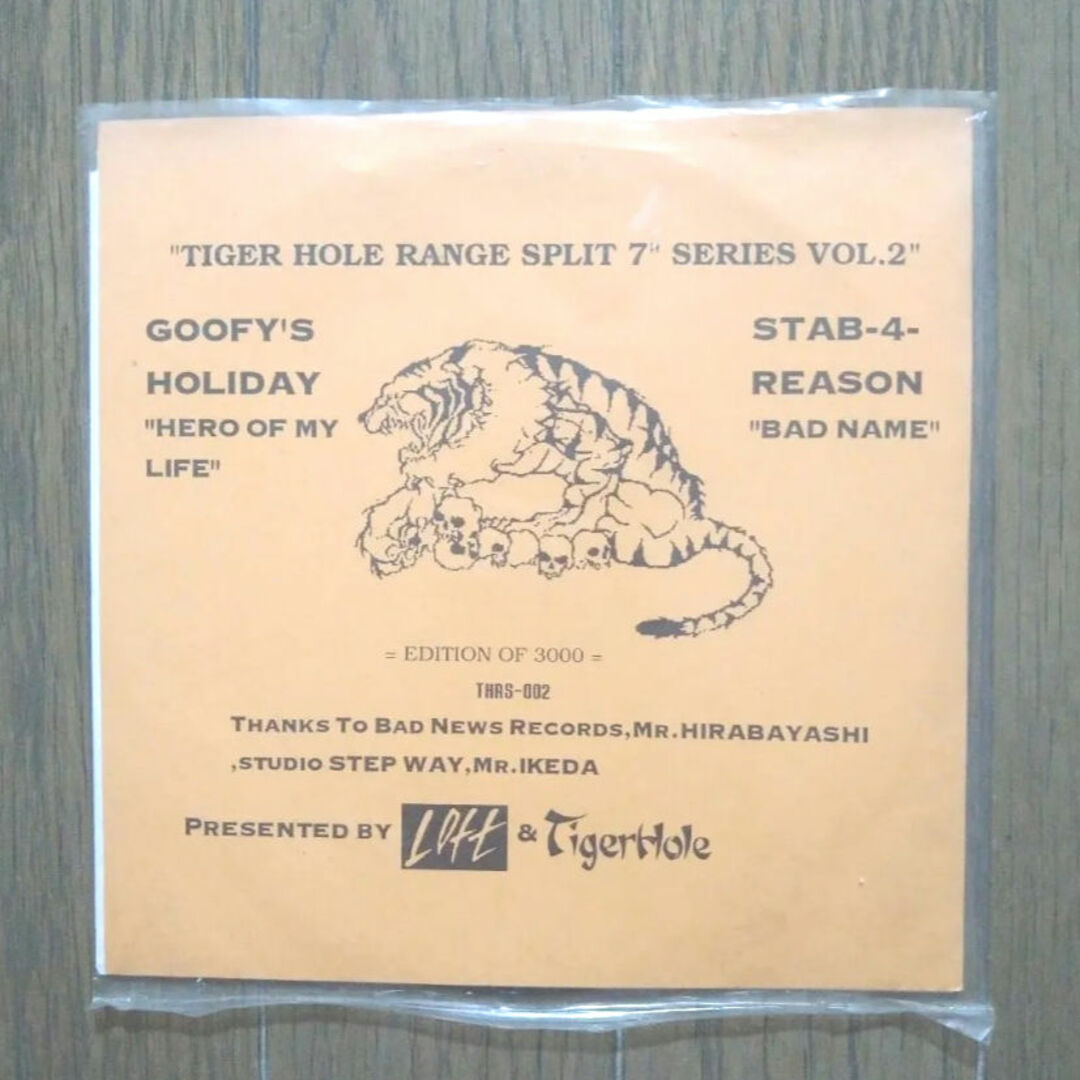 "TIGER HOLE RANGE SPLIT 7" SERIES VOL.2"
GOOFY'S
HOLIDAY
"HERO OF MY
LIFE"
STAB-4-
REASON
"BAD NAME"
= EDITION OF 3000 =
THRS-002
THANKS TO BAD NEWS RECORDS,MR.HIRABAYASHI
,STUDIO STEP WAY,MR.IKEDA
PRESENTED BY LOFT & TigerHole